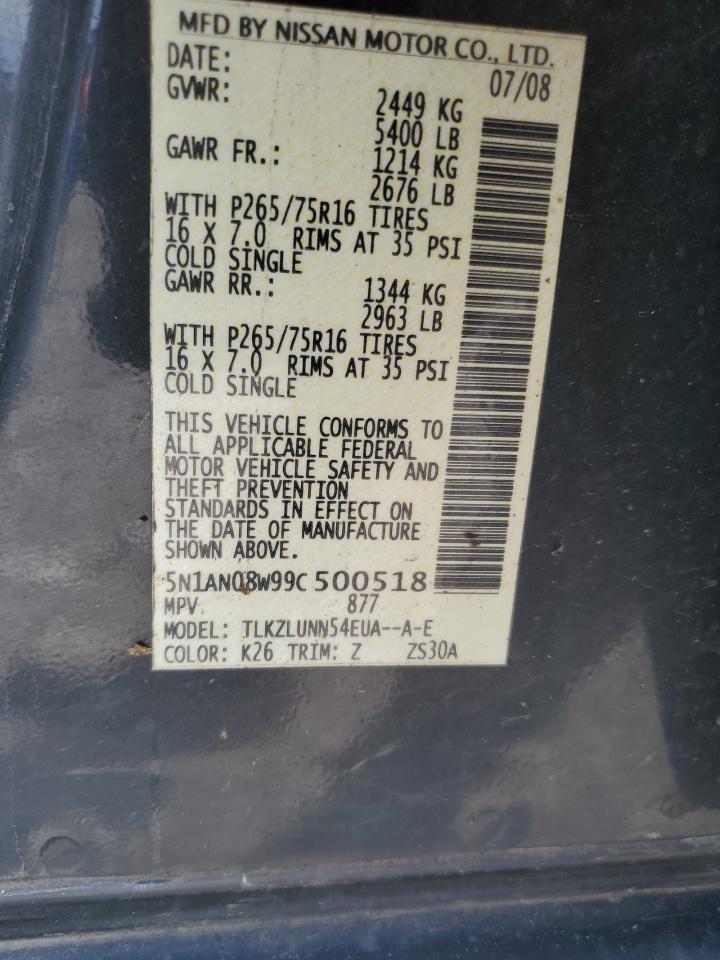 MFD BY NISSAN MOTOR CO., LTD.
DATE: 07/08
GVWR: 2449 KG
5400 LB
GAWR FR.: 1214 KG
2676 LB
WITH P265/75R16 TIRES
16 X 7.0 RIMS AT 35 PSI
COLD SINGLE
GAWR RR.: 1344 KG
2963 LB
WITH P265/75R16 TIRES
16 X 7.0 RIMS AT 35 PSI
COLD SINGLE
THIS VEHICLE CONFORMS TO
ALL APPLICABLE FEDERAL
MOTOR VEHICLE SAFETY AND
THEFT PREVENTION
STANDARDS IN EFFECT ON
THE DATE OF MANUFACTURE
SHOWN ABOVE.
5N1AN08W99C500518
MPV 877
MODEL: TLKZLUNN54EUA--A-E
COLOR: K26 TRIM: Z ZS30A